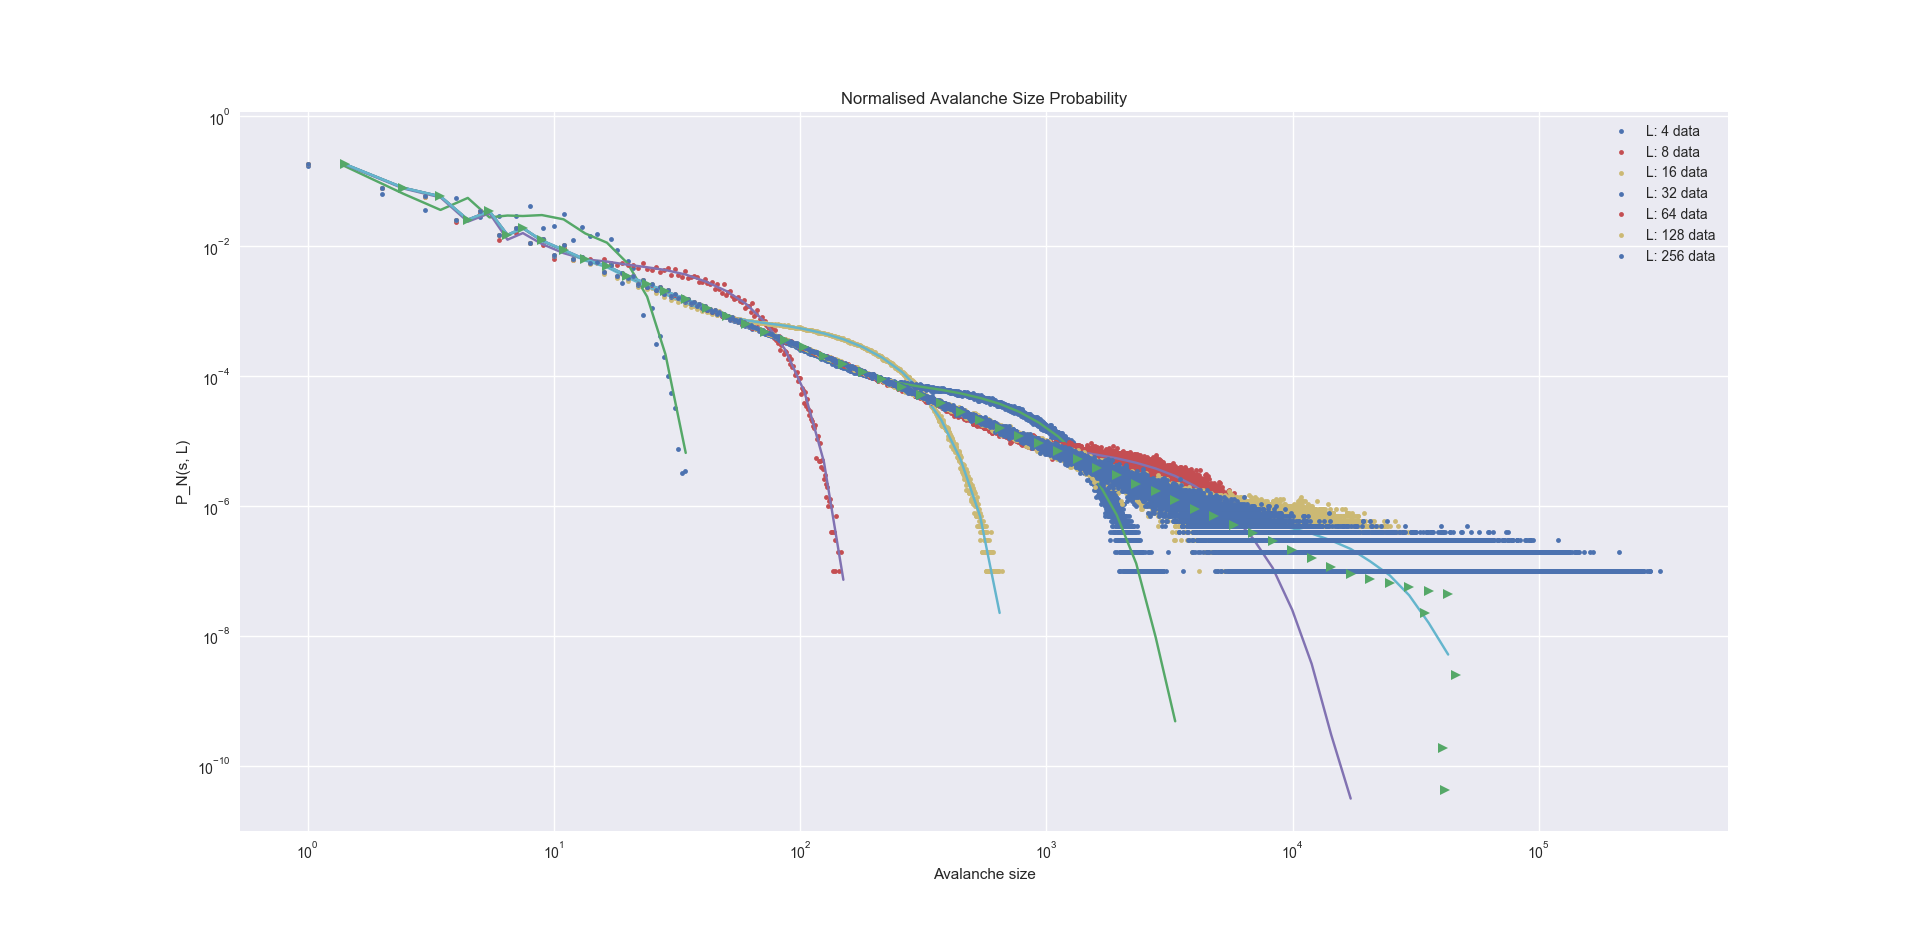 Normalised Avalanche Size Probability
P_N(s, L)
10^0
10^−2
10^−4
10^−6
10^−8
10^−10
L: 4 data
L: 8 data
L: 16 data
L: 32 data
L: 64 data
L: 128 data
L: 256 data
10^0 10^1 10^2 10^3 10^4 10^5
Avalanche size